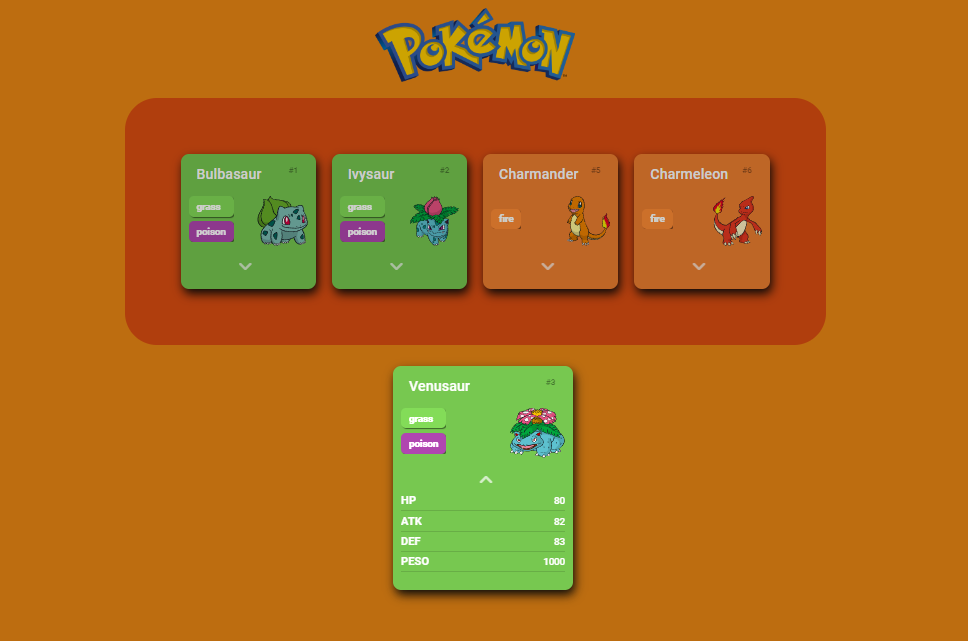 Pokémon
Bulbasaur #1
grass
poison
Ivysaur #2
grass
poison
Charmander #5
fire
Charmeleon #6
fire
Venusaur #3
grass
poison
HP 80
ATK 82
DEF 83
PESO 1000